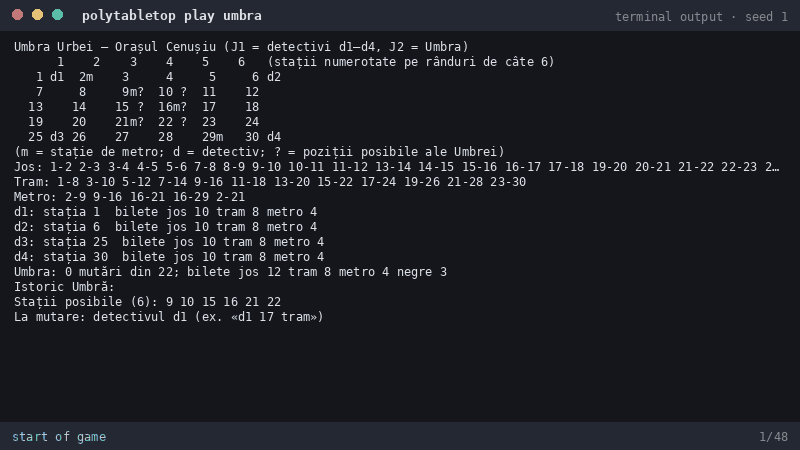 polytabletop play umbra
terminal output · seed 1
Umbra Urbei — Orașul Cenușiu (J1 = detectivi d1–d4, J2 = Umbra)
1 2 3 4 5 6 (stații numerotate pe rânduri de câte 6)
1 d1 2m 3 4 5 6 d2
7 8 9m? 10 ? 11 12
13 14 15 ? 16m? 17 18
19 20 21m? 22 ? 23 24
25 d3 26 27 28 29m 30 d4
(m = stație de metro; d = detectiv; ? = poziții posibile ale Umbrei)
Jos: 1-2 2-3 3-4 4-5 5-6 7-8 8-9 9-10 10-11 11-12 13-14 14-15 15-16 16-17 17-18 19-20 20-21 21-22 22-23 2…
Tram: 1-8 3-10 5-12 7-14 9-16 11-18 13-20 15-22 17-24 19-26 21-28 23-30
Metro: 2-9 9-16 16-21 16-29 2-21
d1: stația 1 bilete jos 10 tram 8 metro 4
d2: stația 6 bilete jos 10 tram 8 metro 4
d3: stația 25 bilete jos 10 tram 8 metro 4
d4: stația 30 bilete jos 10 tram 8 metro 4
Umbra: 0 mutări din 22; bilete jos 12 tram 8 metro 4 negre 3
Istoric Umbră:
Stații posibile (6): 9 10 15 16 21 22
La mutare: detectivul d1 (ex. «d1 17 tram»)
start of game
1/48